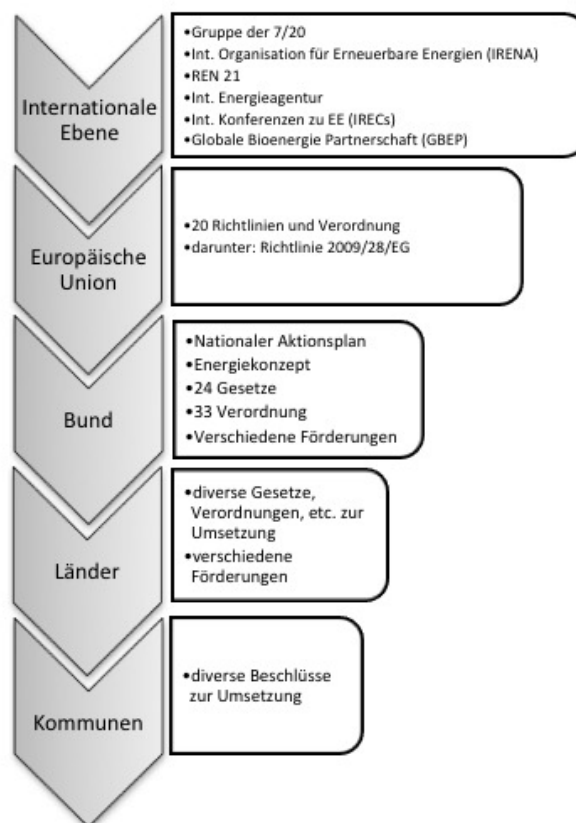 Internationale
Ebene
•Gruppe der 7/20
•Int. Organisation für Erneuerbare Energien (IRENA)
•REN 21
•Int. Energieagentur
•Int. Konferenzen zu EE (IRECs)
•Globale Bioenergie Partnerschaft (GBEP)
Europäische
Union
•20 Richtlinien und Verordnung
•darunter: Richtlinie 2009/28/EG
Bund
•Nationaler Aktionsplan
•Energiekonzept
•24 Gesetze
•33 Verordnung
•Verschiedene Förderungen
Länder
•diverse Gesetze,
Verordnungen, etc. zur
Umsetzung
•verschiedene
Förderungen
Kommunen
•diverse Beschlüsse
zur Umsetzung